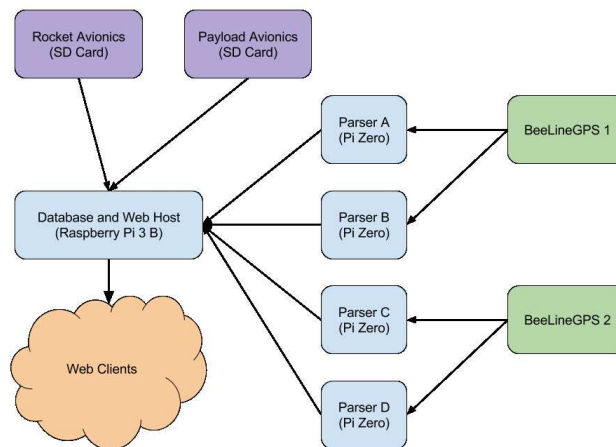 Rocket Avionics
(SD Card)
Payload Avionics
(SD Card)
Parser A
(Pi Zero)
BeeLineGPS 1
Parser B
(Pi Zero)
Database and Web Host
(Raspberry Pi 3 B)
Parser C
(Pi Zero)
BeeLineGPS 2
Web Clients
Parser D
(Pi Zero)